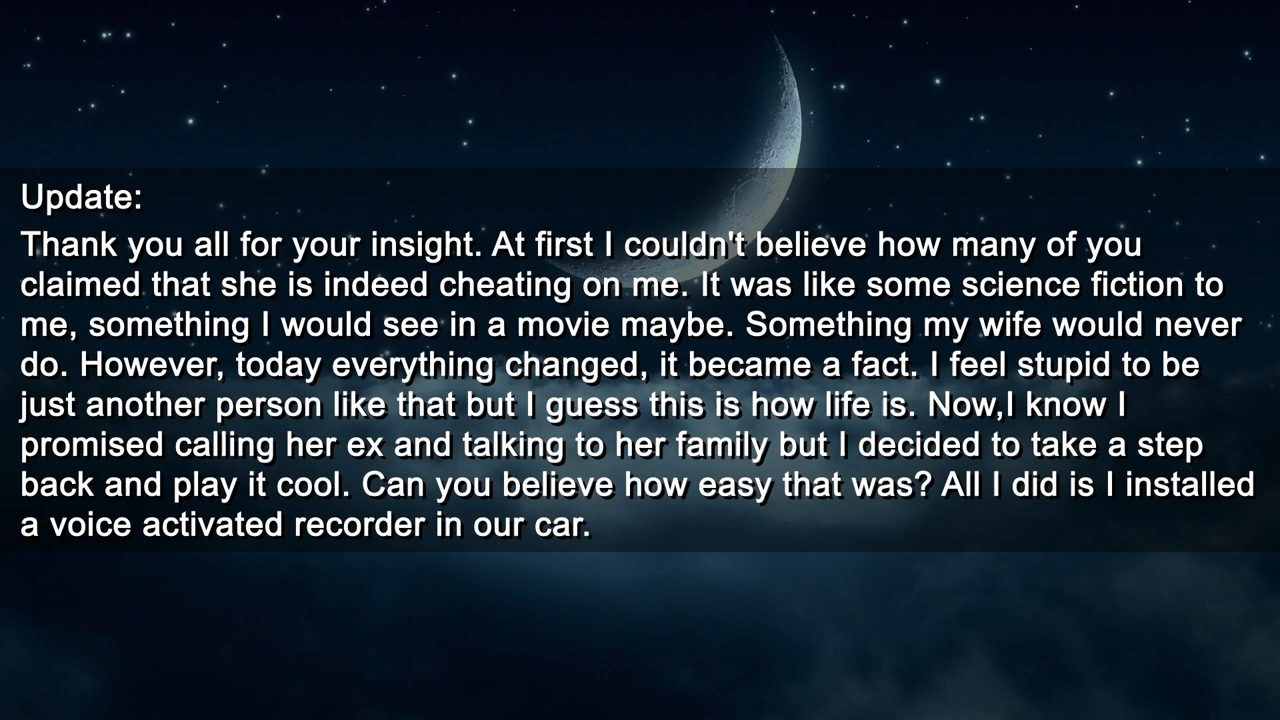 Update:
Thank you all for your insight. At first I couldn't believe how many of you
claimed that she is indeed cheating on me. It was like some science fiction to
me, something I would see in a movie maybe. Something my wife would never
do. However, today everything changed, it became a fact. I feel stupid to be
just another person like that but I guess this is how life is. Now,I know I
promised calling her ex and talking to her family but I decided to take a step
back and play it cool. Can you believe how easy that was? All I did is I installed
a voice activated recorder in our car.